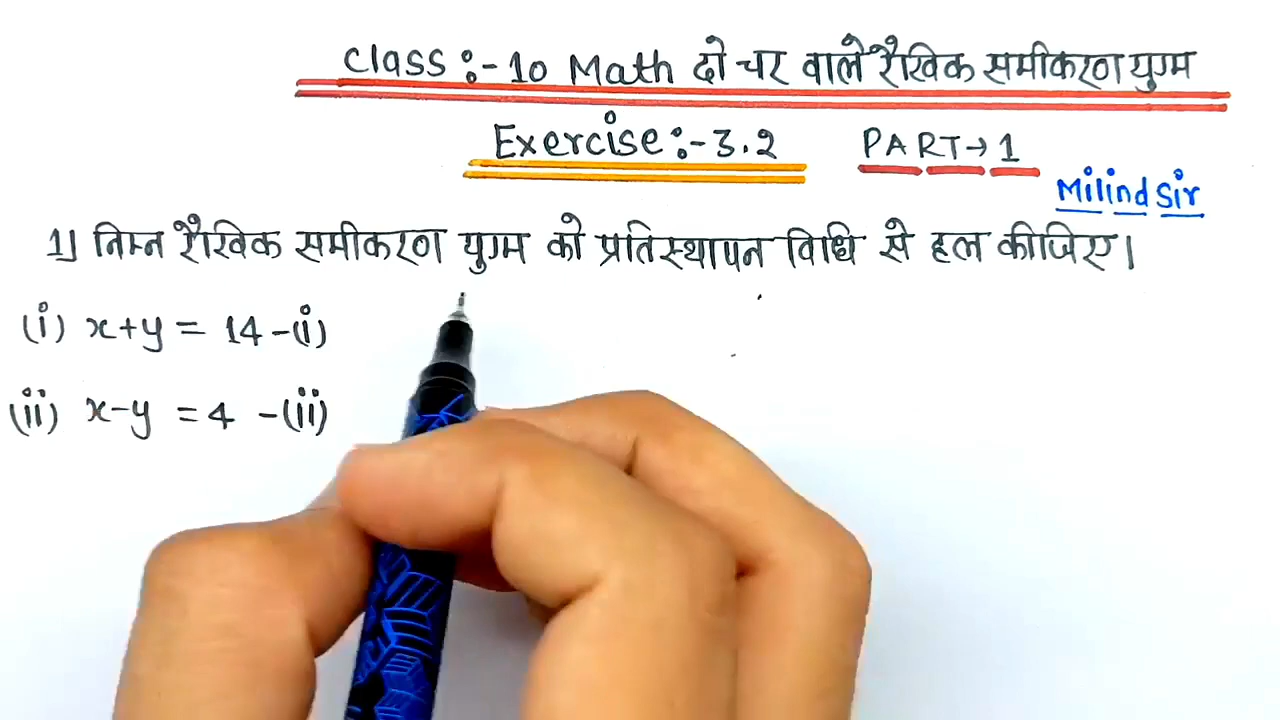 Class :- 10 Math दो चर वाले रैखिक समीकरण युग्म
Exercise :- 3.2 PART → 1
Milind Sir
1) निम्न रैखिक समीकरण युग्म को प्रतिस्थापन विधि से हल कीजिए।
(i) x+y = 14 -(i)
(ii) x-y = 4 -(ii)